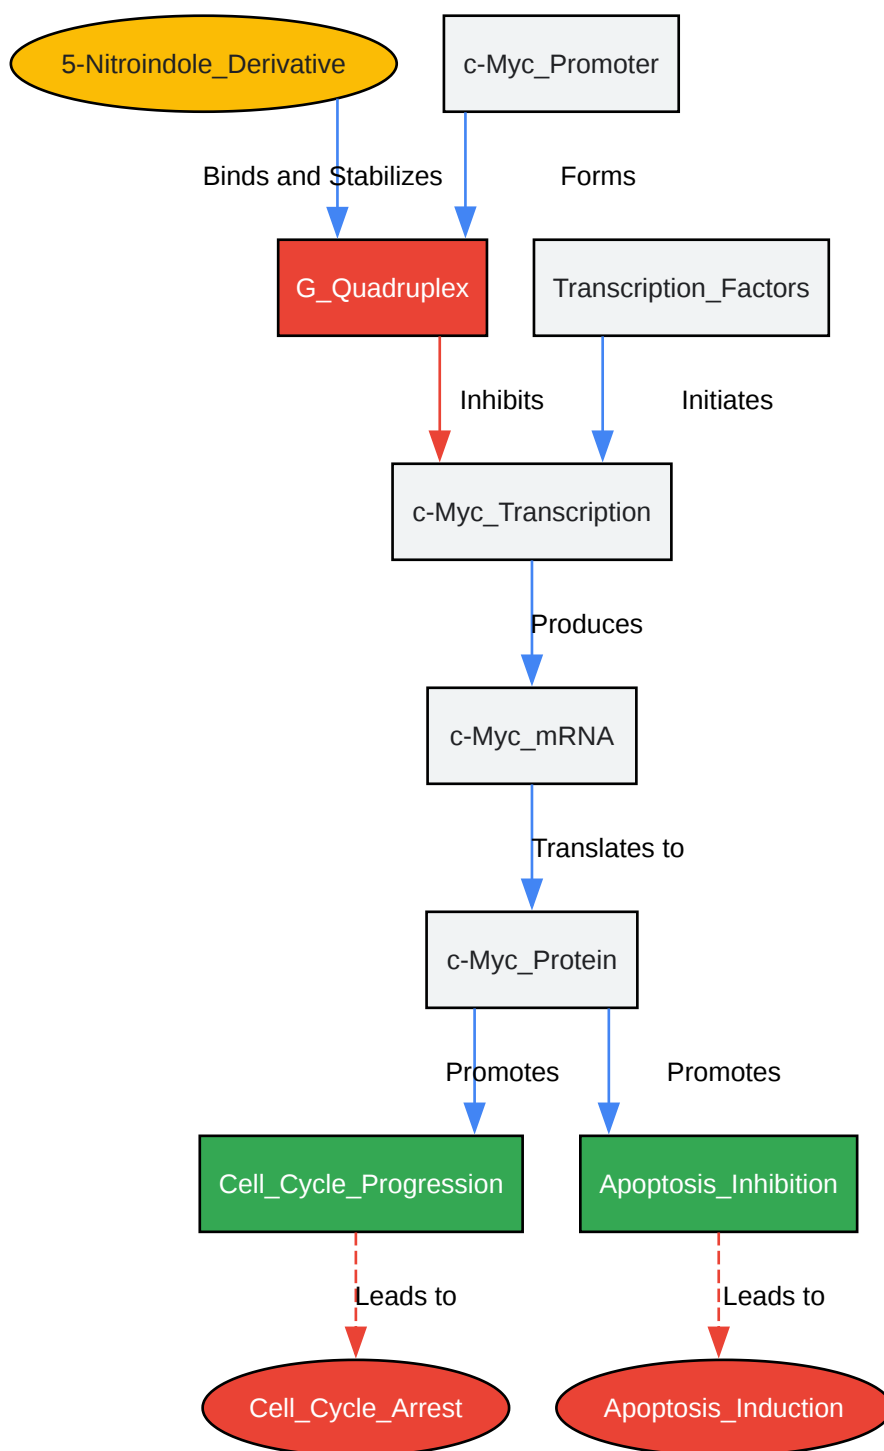 5-Nitroindole_Derivative
c-Myc_Promoter
Binds and Stabilizes
Forms
G_Quadruplex
Transcription_Factors
Inhibits
Initiates
c-Myc_Transcription
Produces
c-Myc_mRNA
Translates to
c-Myc_Protein
Promotes
Promotes
Cell_Cycle_Progression
Apoptosis_Inhibition
Leads to
Leads to
Cell_Cycle_Arrest
Apoptosis_Induction